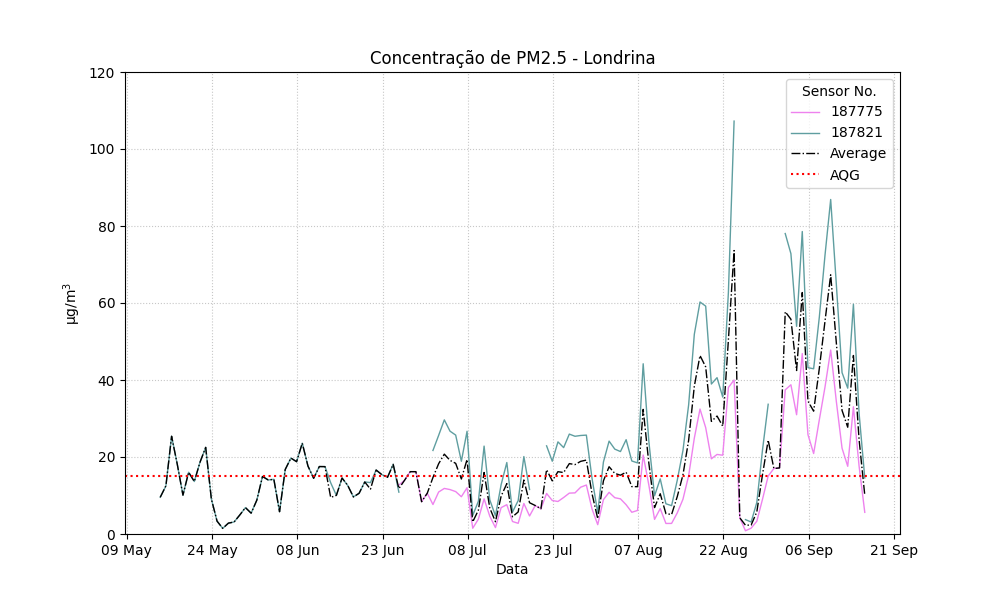 Concentração de PM2.5 - Londrina
120
100
80
60
40
20
0
µg/m³
Sensor No.
187775
187821
Average
AQG
09 May 24 May 08 Jun 23 Jun 08 Jul 23 Jul 07 Aug 22 Aug 06 Sep 21 Sep
Data